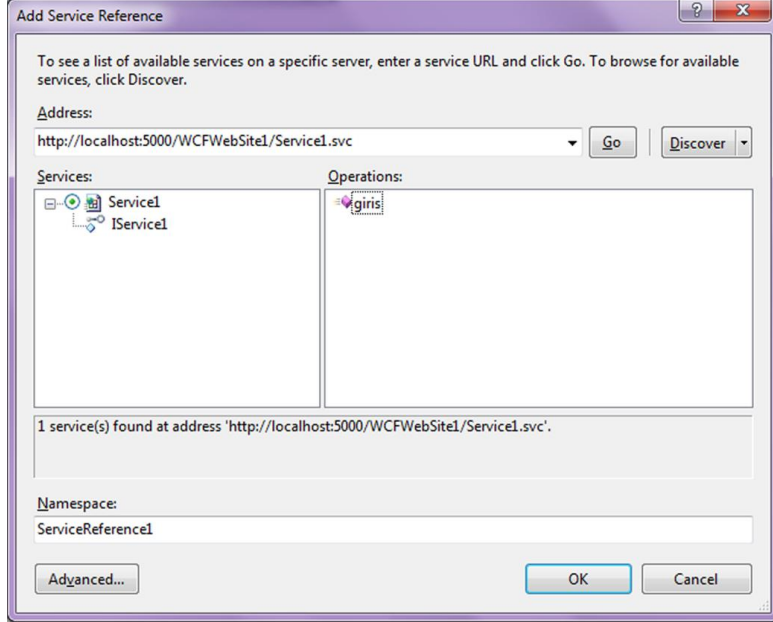 Add Service Reference
To see a list of available services on a specific server, enter a service URL and click Go. To browse for available
services, click Discover.
Address:
http://localhost:5000/WCFWebSite1/Service1.svc
Go
Discover
Services:
Operations:
Service1
IService1
giris
1 service(s) found at address 'http://localhost:5000/WCFWebSite1/Service1.svc'.
Namespace:
ServiceReference1
Advanced...
OK
Cancel